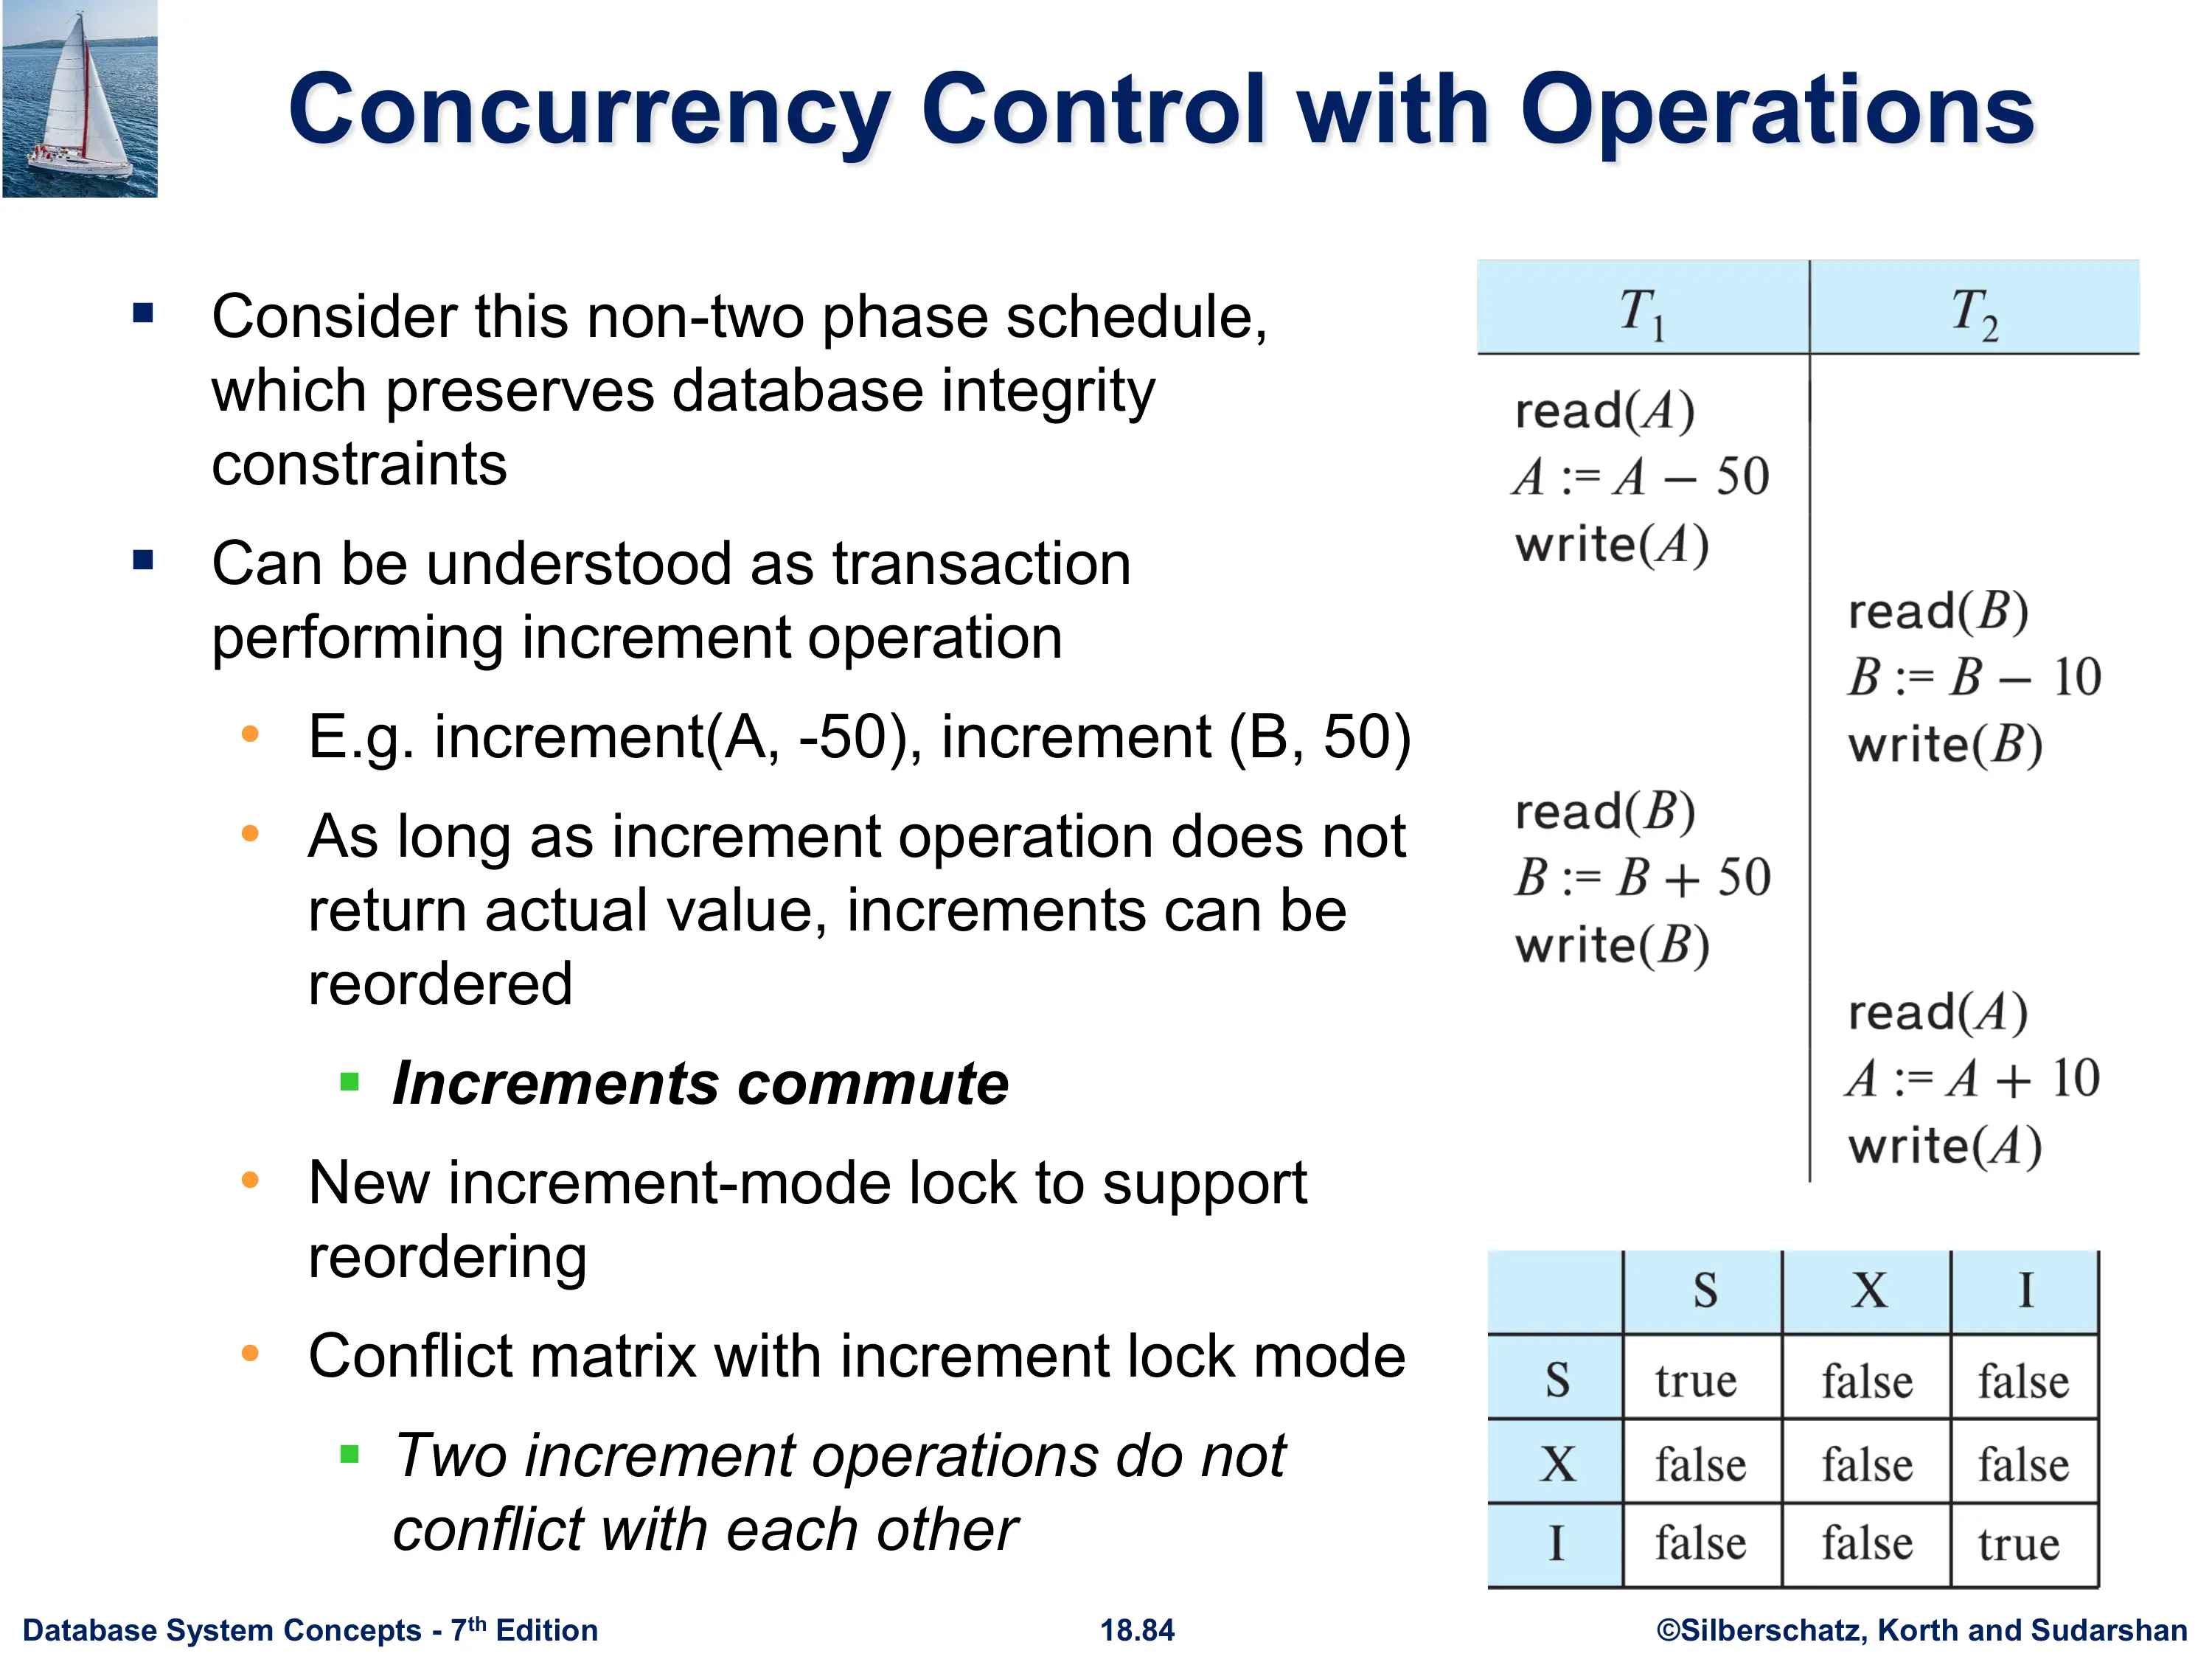 Concurrency Control with Operations
▪ Consider this non-two phase schedule,
which preserves database integrity
constraints
▪ Can be understood as transaction
performing increment operation
• E.g. increment(A, -50), increment (B, 50)
• As long as increment operation does not
return actual value, increments can be
reordered
▪ Increments commute
• New increment-mode lock to support
reordering
• Conflict matrix with increment lock mode
▪ Two increment operations do not
conflict with each other
T₁ T₂
read(A)
A := A − 50
write(A)
read(B)
B := B − 10
write(B)
read(B)
B := B + 50
write(B)
read(A)
A := A + 10
write(A)
S X I
S true false false
X false false false
I false false true
Database System Concepts - 7th Edition 18.84 ©Silberschatz, Korth and Sudarshan